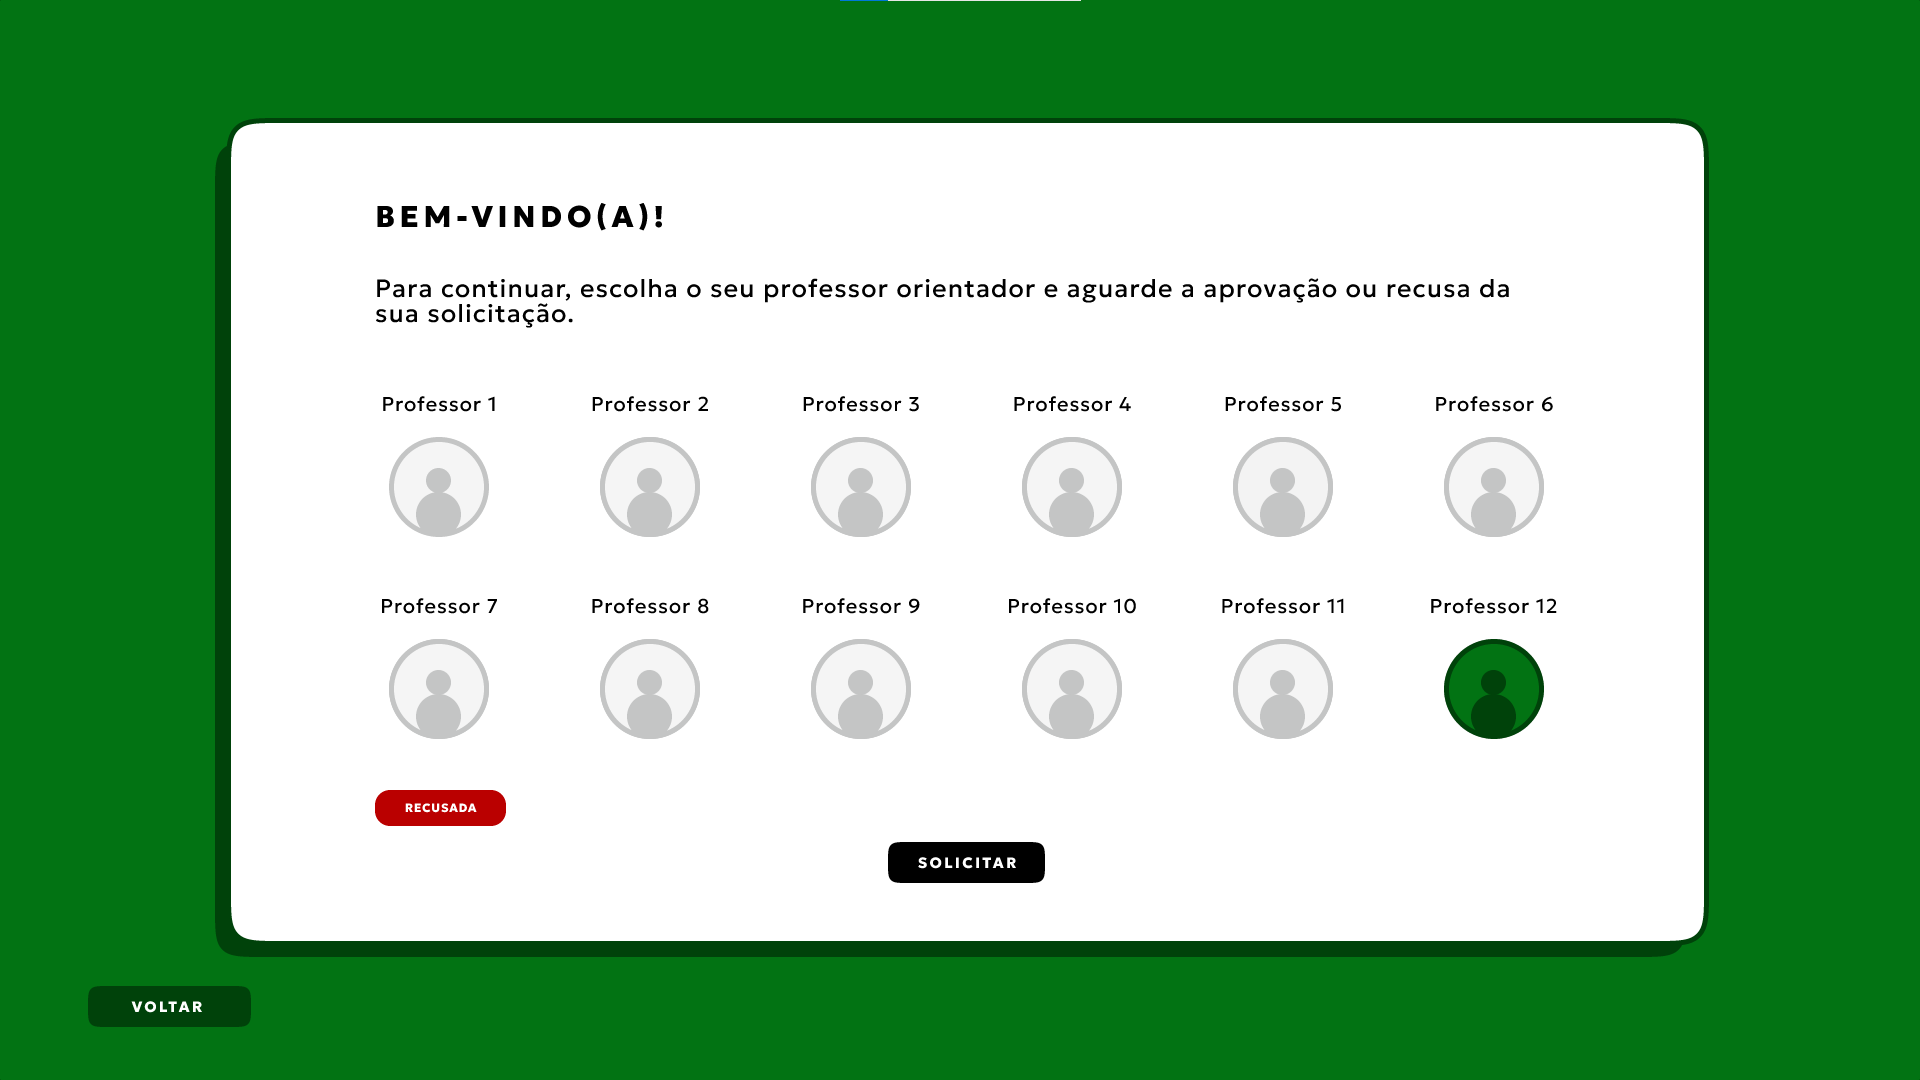 BEM-VINDO(A)!
Para continuar, escolha o seu professor orientador e aguarde a aprovação ou recusa da
sua solicitação.
Professor 1
Professor 2
Professor 3
Professor 4
Professor 5
Professor 6
Professor 7
Professor 8
Professor 9
Professor 10
Professor 11
Professor 12
RECUSADA
SOLICITAR
VOLTAR